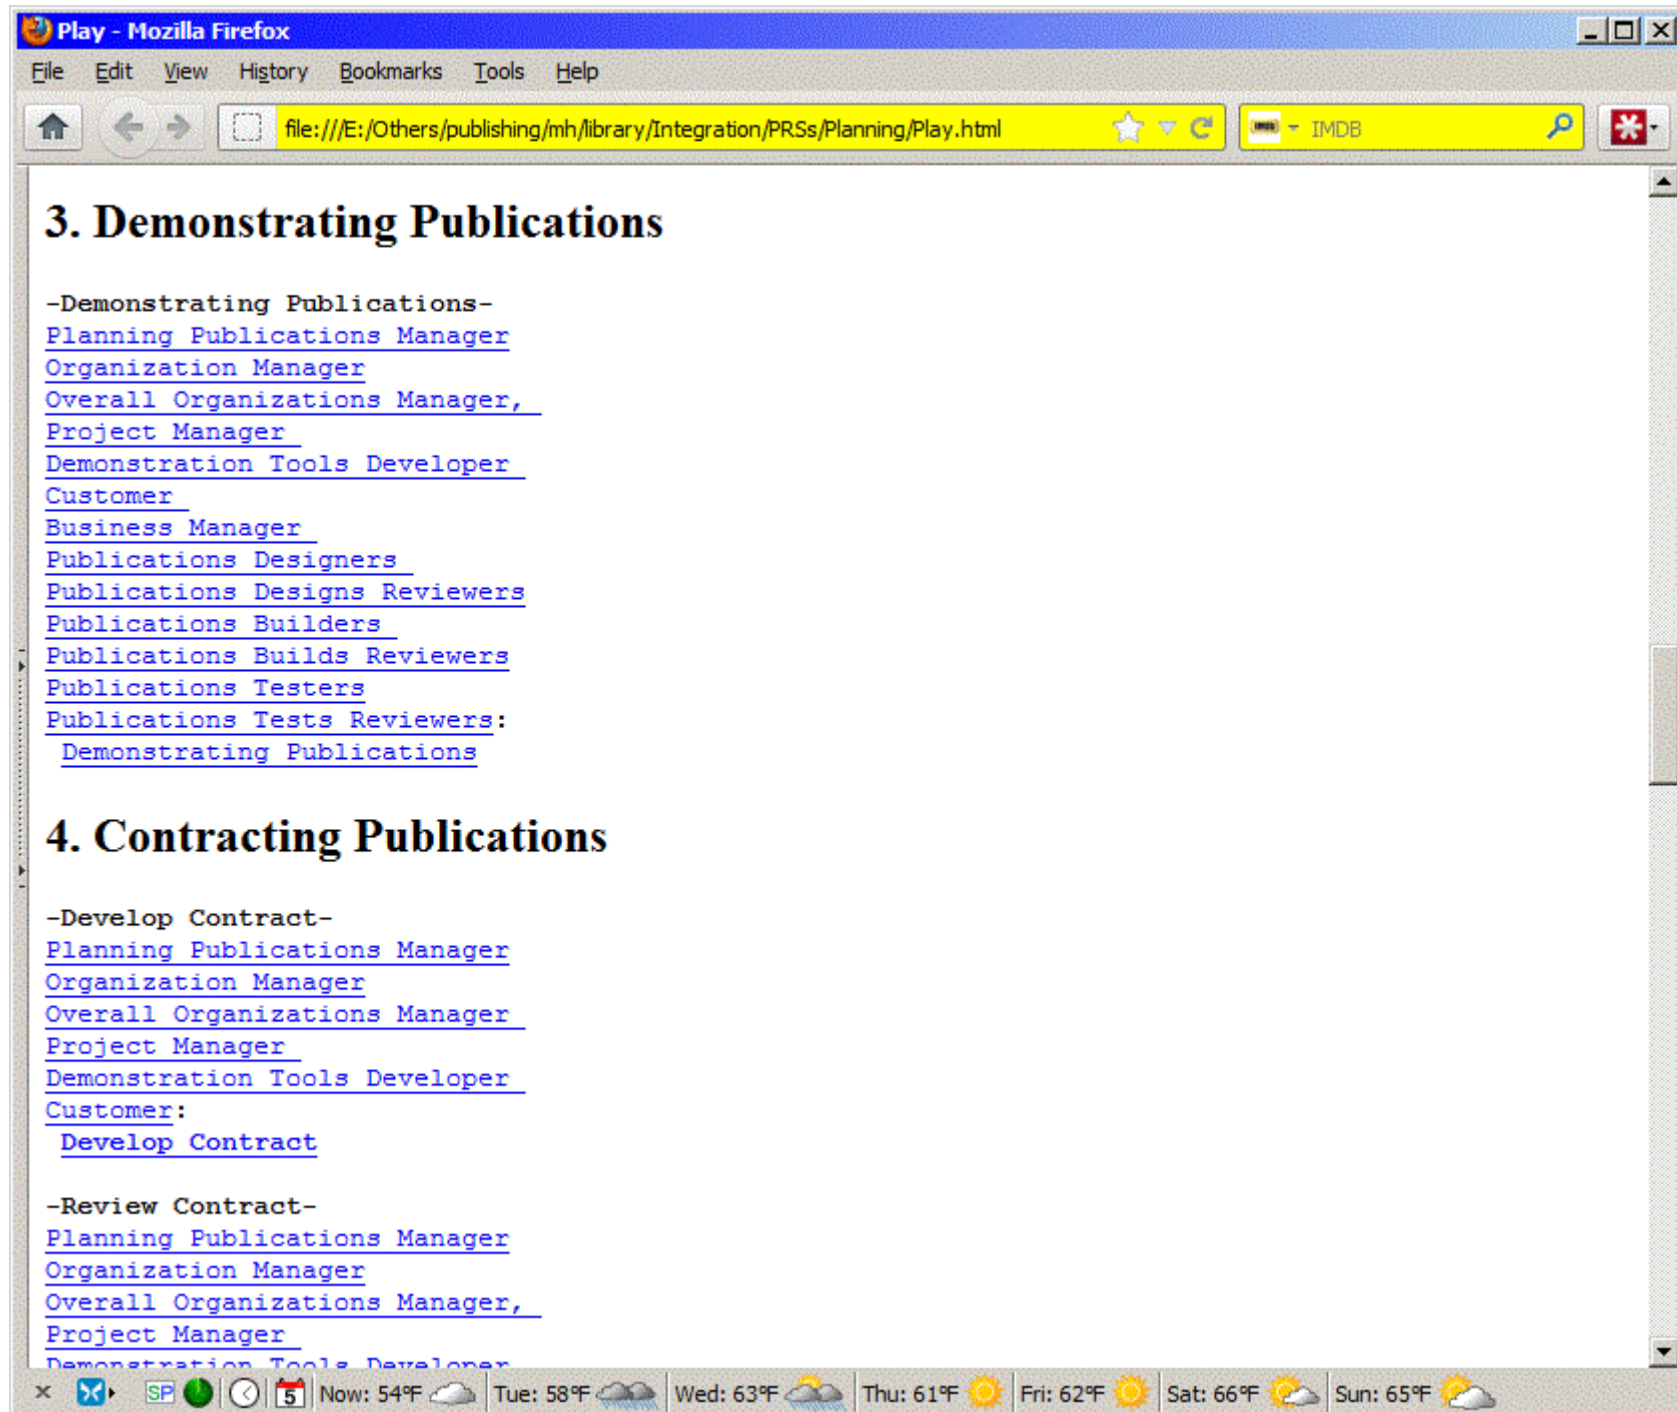 Play - Mozilla Firefox
File Edit View History Bookmarks Tools Help
file:///E:/Others/publishing/mh/library/Integration/PRSs/Planning/Play.html IMDB
3. Demonstrating Publications
-Demonstrating Publications-
Planning Publications Manager
Organization Manager
Overall Organizations Manager,
Project Manager
Demonstration Tools Developer
Customer
Business Manager
Publications Designers
Publications Designs Reviewers
Publications Builders
Publications Builds Reviewers
Publications Testers
Publications Tests Reviewers:
Demonstrating Publications
4. Contracting Publications
-Develop Contract-
Planning Publications Manager
Organization Manager
Overall Organizations Manager
Project Manager
Demonstration Tools Developer
Customer:
Develop Contract
-Review Contract-
Planning Publications Manager
Organization Manager
Overall Organizations Manager,
Project Manager
Demonstration Tools Developer
SP 5 Now: 54°F Tue: 58°F Wed: 63°F Thu: 61°F Fri: 62°F Sat: 66°F Sun: 65°F